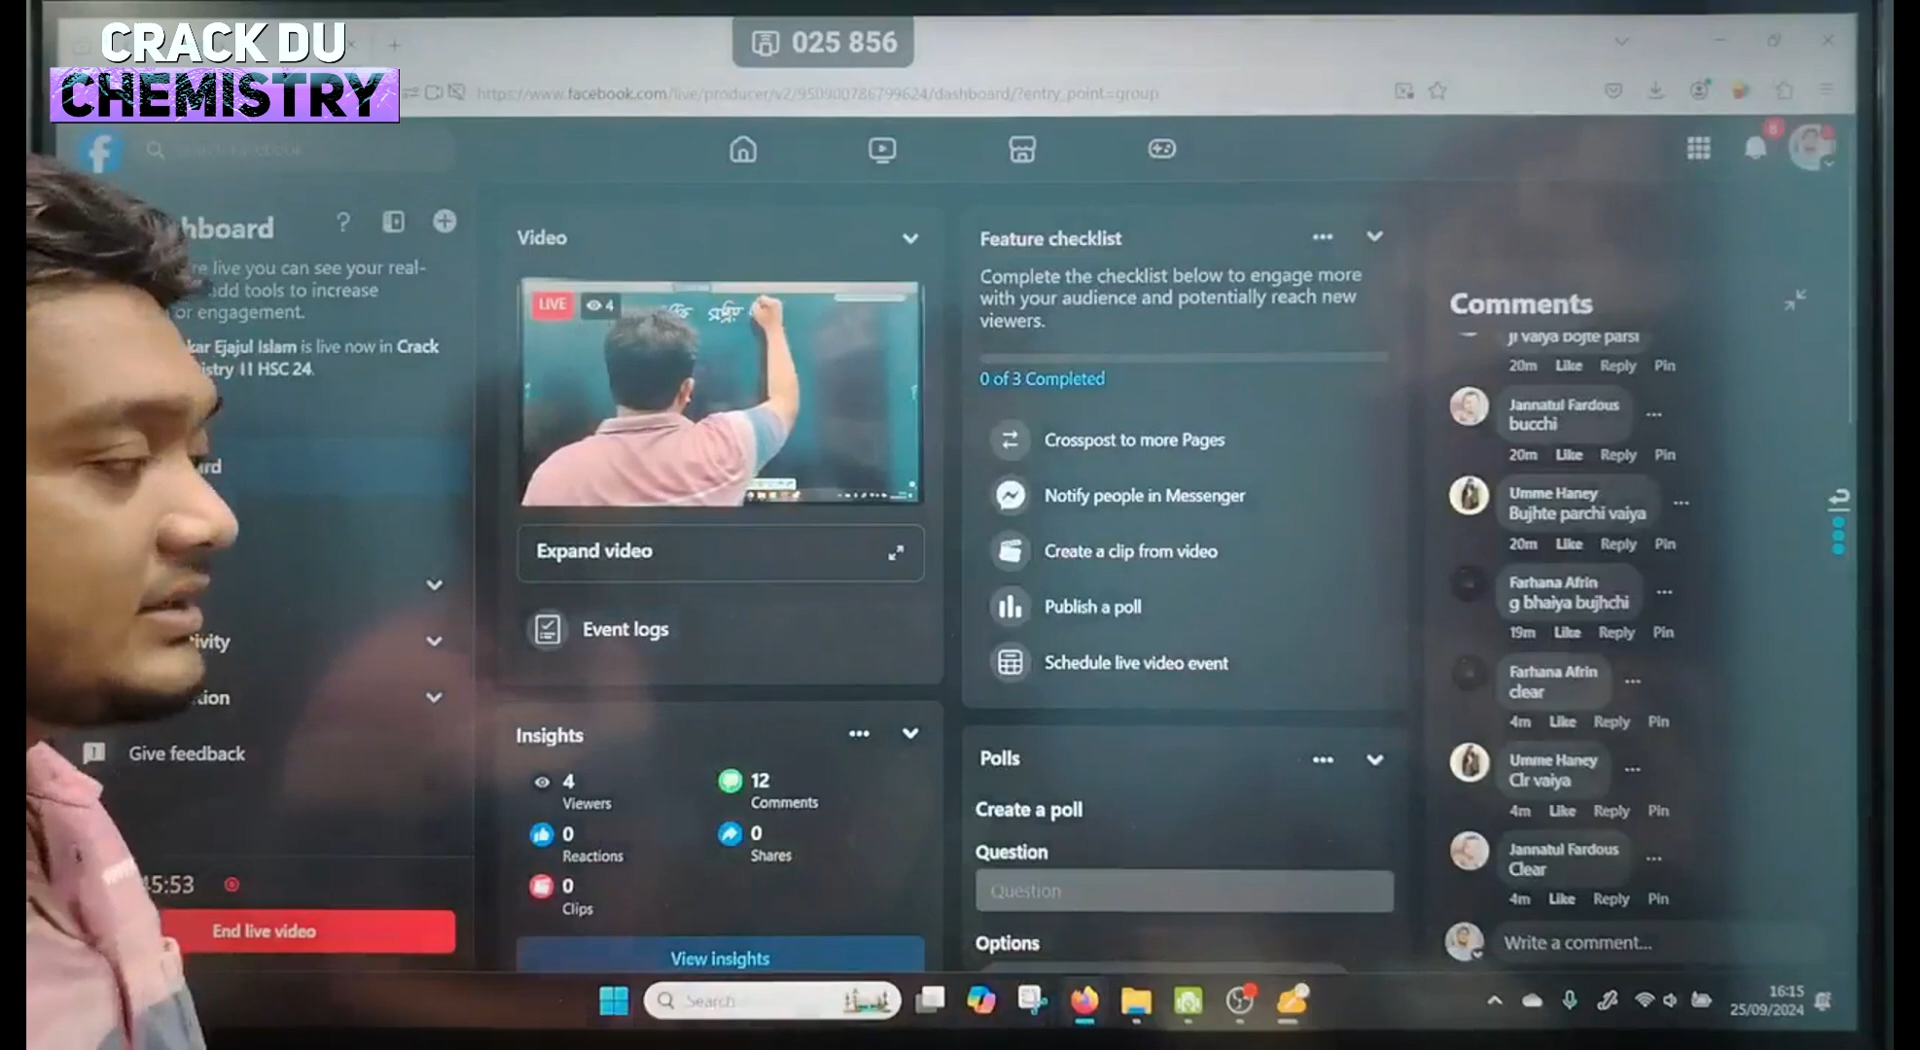 CRACK DU
CHEMISTRY
025 856
https://www.facebook.com/live/producer/v2/950900786799624/dashboard/?entry_point=group
Search Facebook
hboard
re live you can see your real-
add tools to increase
or engagement.
kar Ejajul Islam is live now in Crack
istry II HSC 24.
ard
tivity
tion
Give feedback
45:53
End live video
Video
LIVE
4
Expand video
Event logs
Insights
4
Viewers
12
Comments
0
Reactions
0
Shares
0
Clips
View insights
Feature checklist
Complete the checklist below to engage more
with your audience and potentially reach new
viewers.
0 of 3 Completed
Crosspost to more Pages
Notify people in Messenger
Create a clip from video
Publish a poll
Schedule live video event
Polls
Create a poll
Question
Question
Options
Comments
ji vaiya bojte parsi
20m Like Reply Pin
Jannatul Fardous
bucchi
20m Like Reply Pin
Umme Haney
Bujhte parchi vaiya
20m Like Reply Pin
Farhana Afrin
g bhaiya bujhchi
19m Like Reply Pin
Farhana Afrin
clear
4m Like Reply Pin
Umme Haney
Clr vaiya
4m Like Reply Pin
Jannatul Fardous
Clear
4m Like Reply Pin
Write a comment...
Search
16:15
25/09/2024